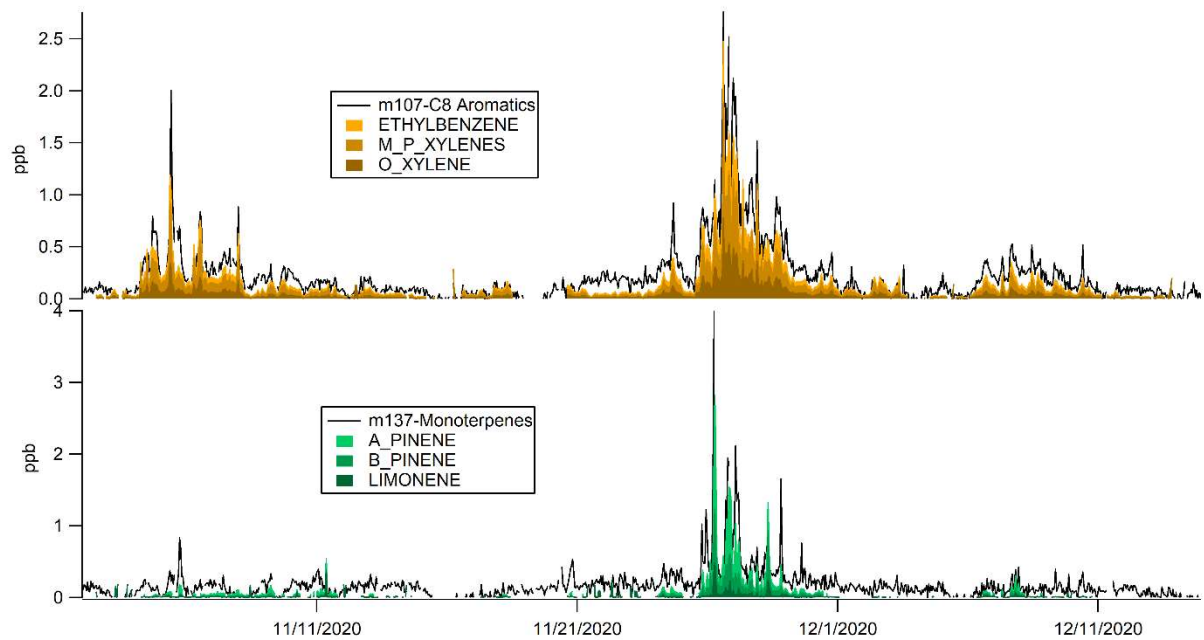 2.5
2.0
1.5
1.0
0.5
0.0
ppb
m107-C8 Aromatics
ETHYLBENZENE
M_P_XYLENES
O_XYLENE
4
3
2
1
0
ppb
m137-Monoterpenes
A_PINENE
B_PINENE
LIMONENE
11/11/2020
11/21/2020
12/1/2020
12/11/2020